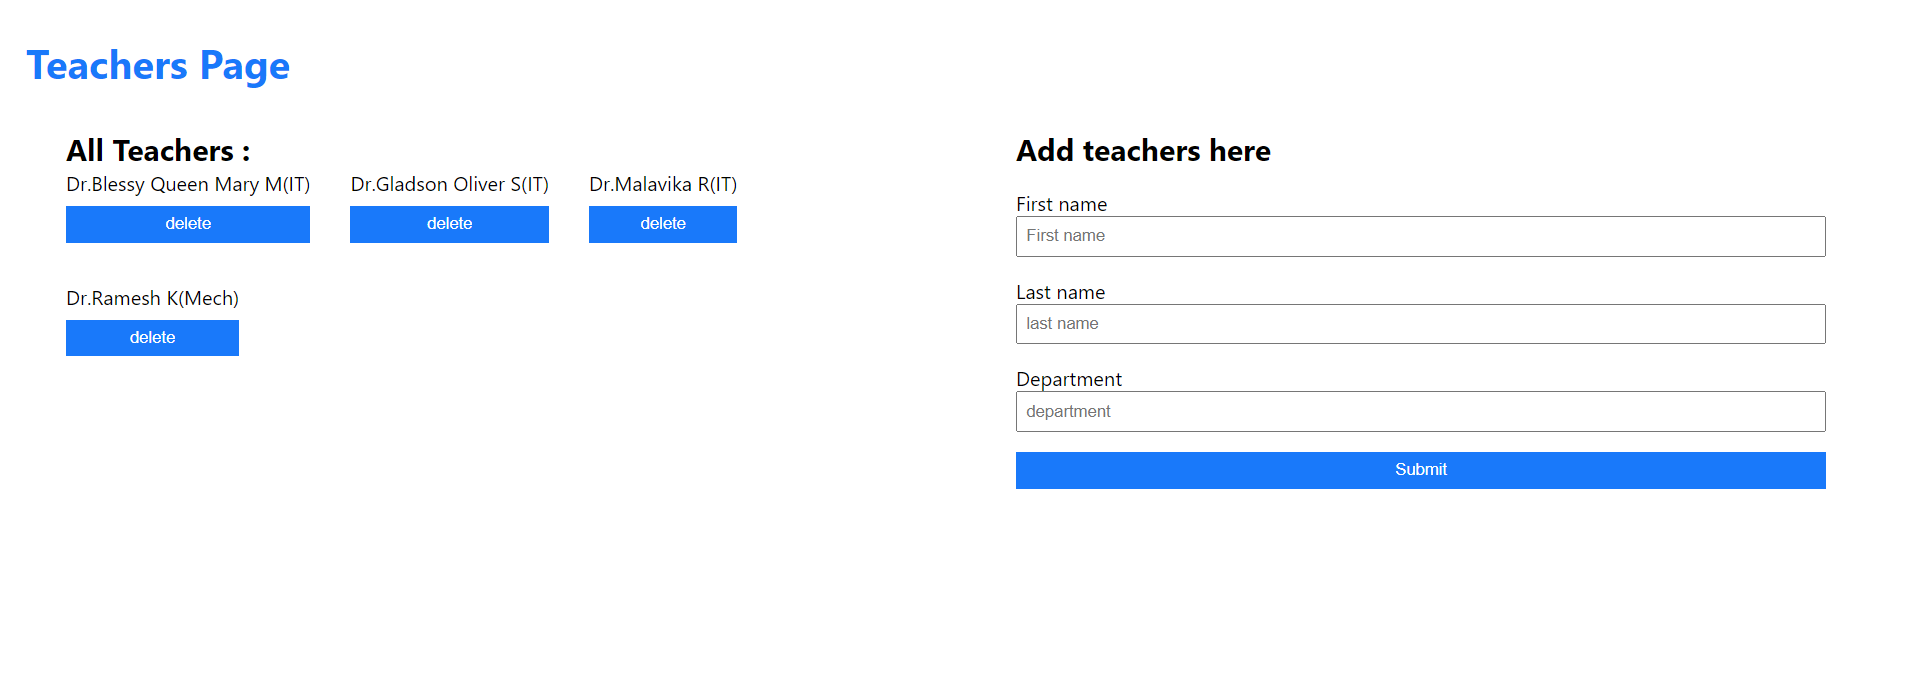 Teachers Page
All Teachers :
Dr.Blessy Queen Mary M(IT) Dr.Gladson Oliver S(IT) Dr.Malavika R(IT)
delete delete delete
Dr.Ramesh K(Mech)
delete
Add teachers here
First name
First name
Last name
last name
Department
department
Submit